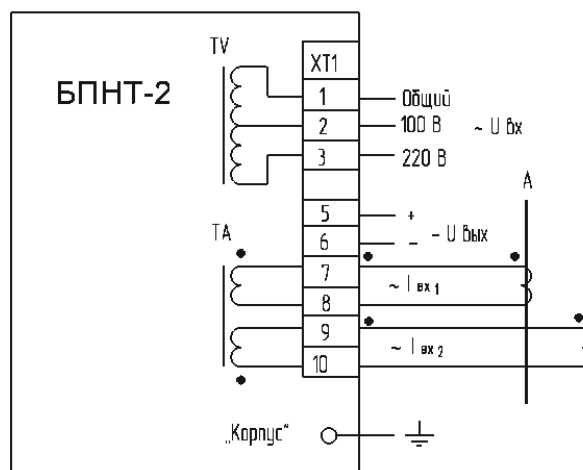 TV
XT1
БПНТ-2
1
Общий
2
100 В
~ U вх
3
220 В
A
5
+
– U вых
6
–
TA
7
~ I вх 1
8
9
~ I вх 2
10
„Корпус“